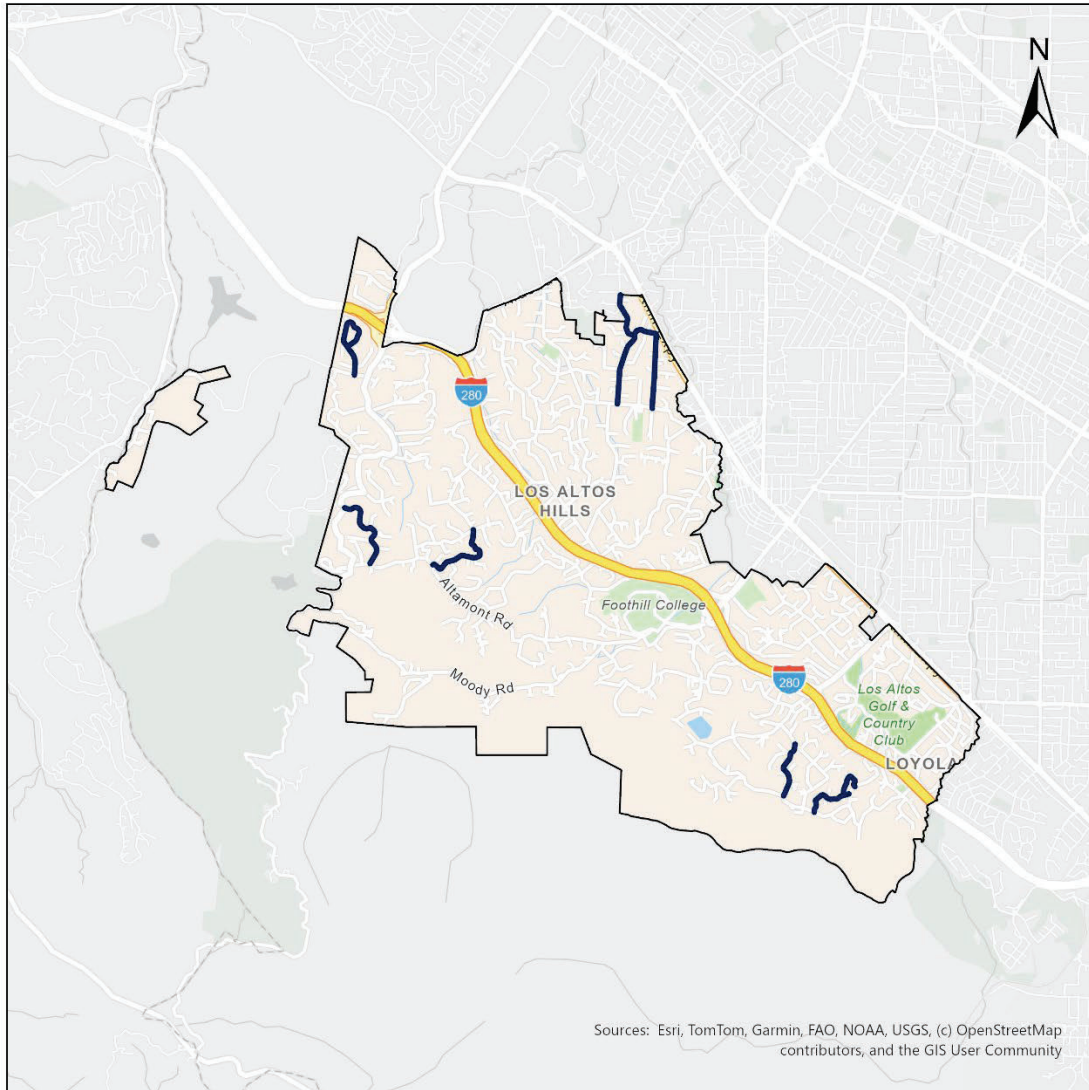 N
280
LOS ALTOS
HILLS
Foothill College
Altamont Rd
Moody Rd
280
Los Altos
Golf &
Country
Club
LOYOLA
Sources: Esri, TomTom, Garmin, FAO, NOAA, USGS, (c) OpenStreetMap
contributors, and the GIS User Community